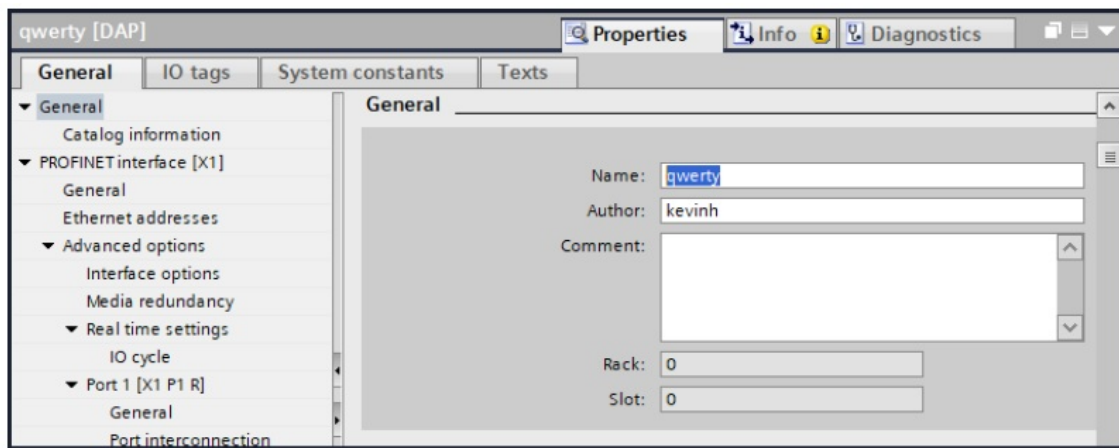 qwerty [DAP]
Properties
Info
Diagnostics
General
IO tags
System constants
Texts
General
Catalog information
PROFINET interface [X1]
General
Ethernet addresses
Advanced options
Interface options
Media redundancy
Real time settings
IO cycle
Port 1 [X1 P1 R]
General
Port interconnection
General
Name: qwerty
Author: kevinh
Comment:
Rack: 0
Slot: 0